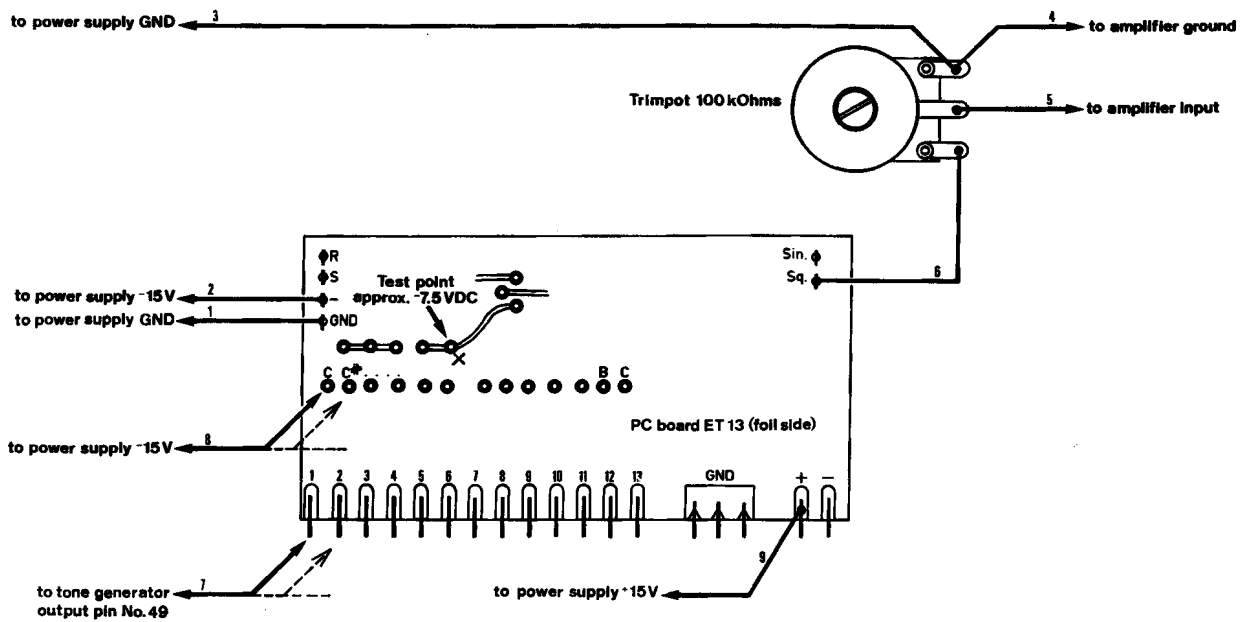 3
to power supply GND
4
to amplifier ground
Trimpot 100 kOhms
5
to amplifier input
R
S
Test point
approx. -7.5 VDC
Sin.
Sq.
6
to power supply -15V
2
-
to power supply GND
1
GND
C C#.... B C
PC board ET 13 (foil side)
to power supply -15V
8
1 2 3 4 5 6 7 8 9 10 11 12 13
GND
+ -
9
7
to tone generator
output pin No. 49
to power supply +15V